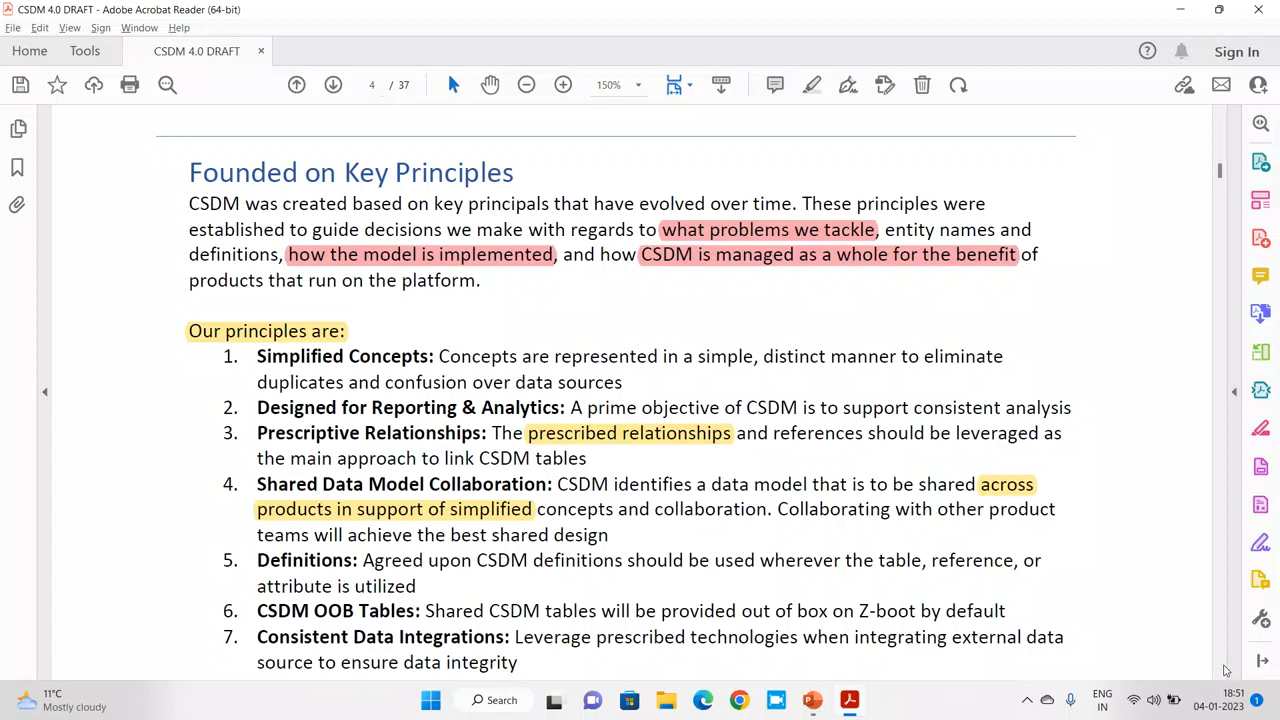 CSDM 4.0 DRAFT - Adobe Acrobat Reader (64-bit)
File Edit View Sign Window Help
Home Tools CSDM 4.0 DRAFT × Sign In
4 / 37 150%
Founded on Key Principles
CSDM was created based on key principals that have evolved over time. These principles were
established to guide decisions we make with regards to what problems we tackle, entity names and
definitions, how the model is implemented, and how CSDM is managed as a whole for the benefit of
products that run on the platform.
Our principles are:
1. Simplified Concepts: Concepts are represented in a simple, distinct manner to eliminate
duplicates and confusion over data sources
2. Designed for Reporting & Analytics: A prime objective of CSDM is to support consistent analysis
3. Prescriptive Relationships: The prescribed relationships and references should be leveraged as
the main approach to link CSDM tables
4. Shared Data Model Collaboration: CSDM identifies a data model that is to be shared across
products in support of simplified concepts and collaboration. Collaborating with other product
teams will achieve the best shared design
5. Definitions: Agreed upon CSDM definitions should be used wherever the table, reference, or
attribute is utilized
6. CSDM OOB Tables: Shared CSDM tables will be provided out of box on Z-boot by default
7. Consistent Data Integrations: Leverage prescribed technologies when integrating external data
source to ensure data integrity
11°C
Mostly cloudy
Search
ENG
IN
18:51
04-01-2023
1